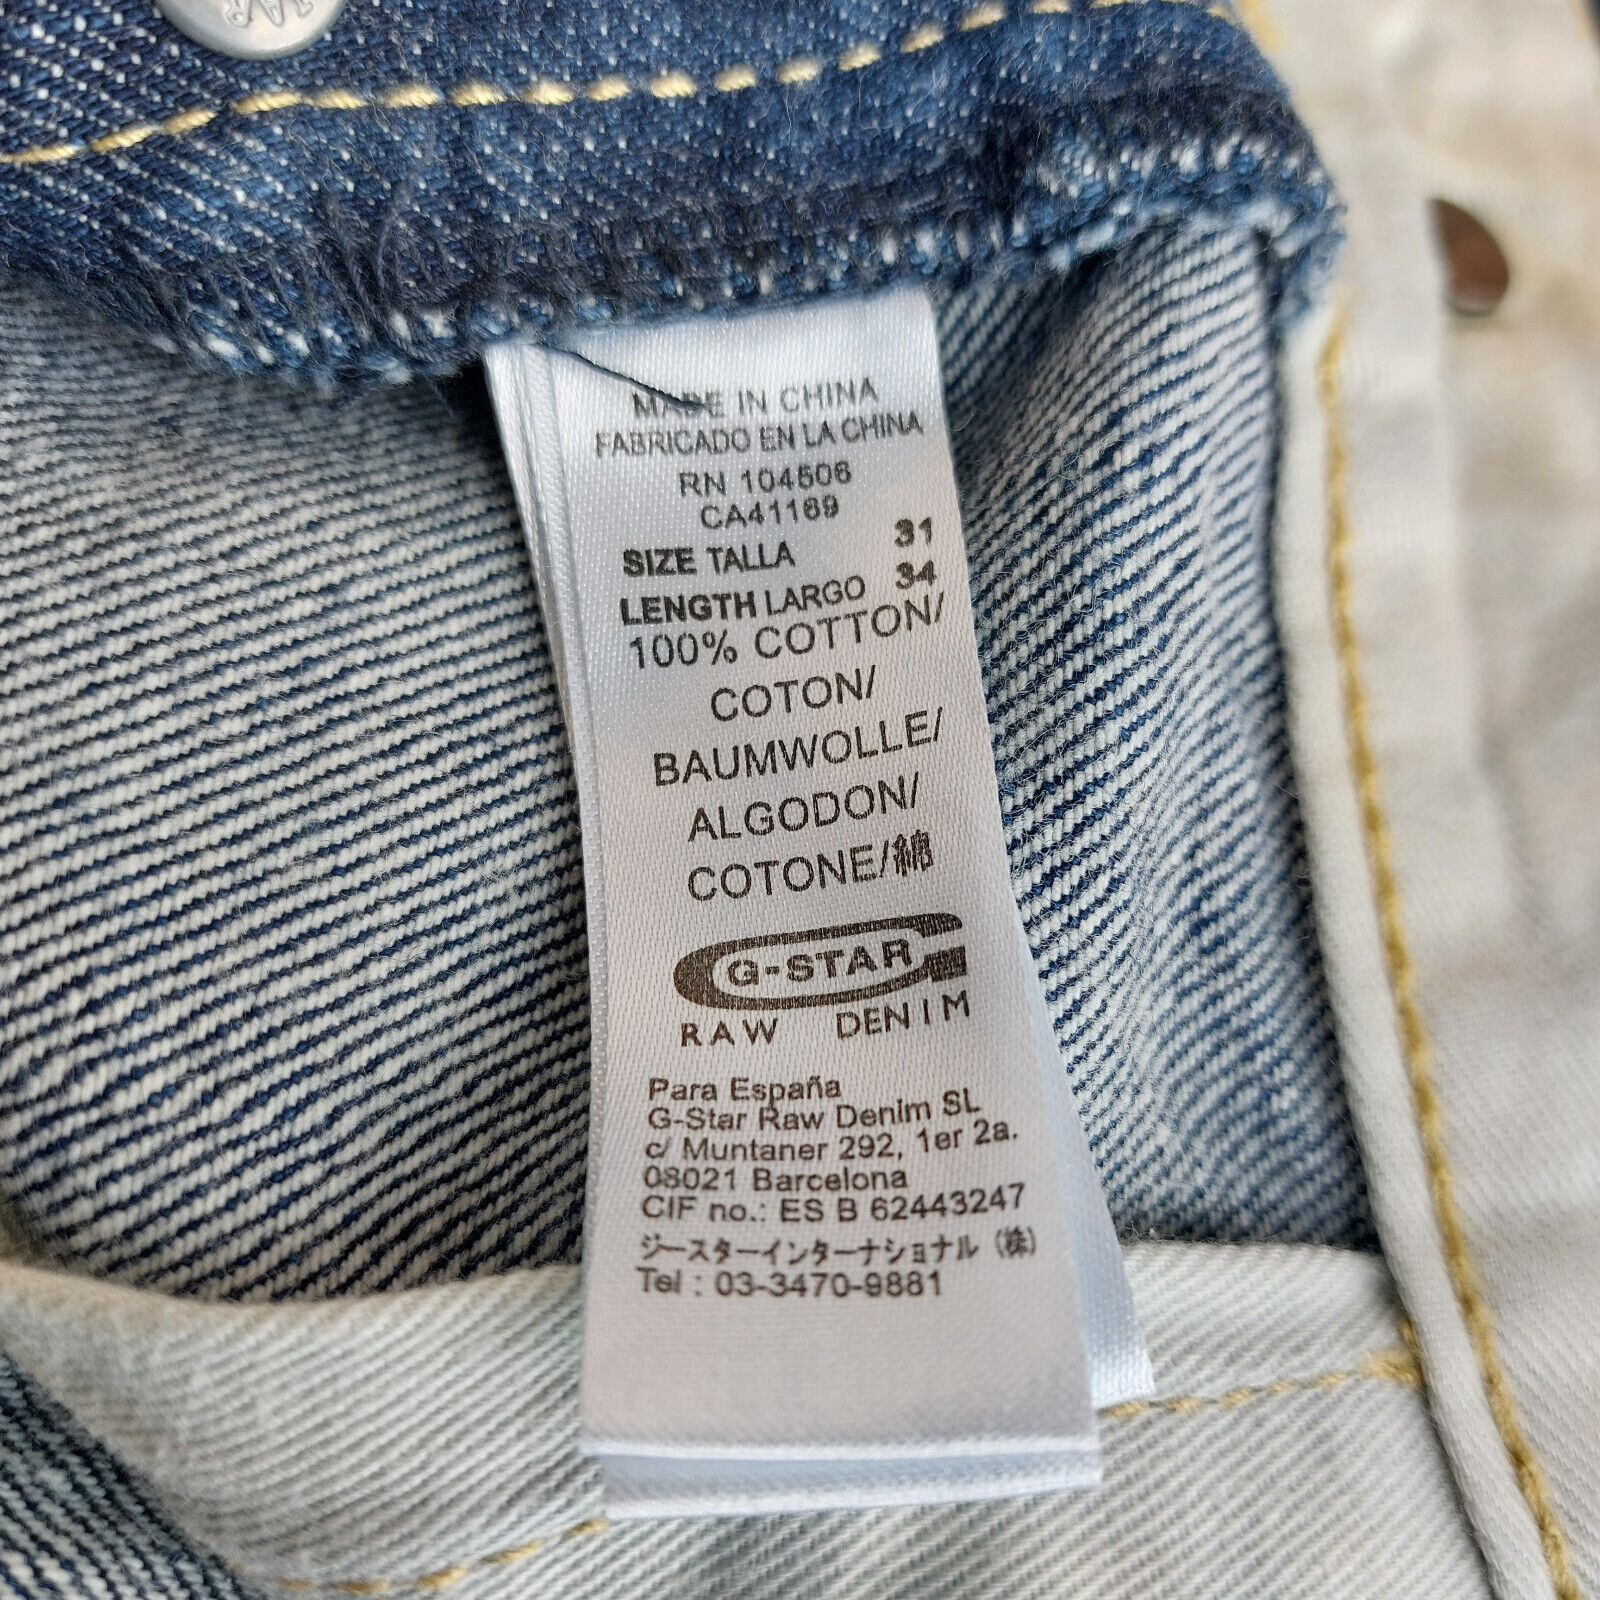 MADE IN CHINA
FABRICADO EN LA CHINA
RN 104506
CA41169
SIZE TALLA 31
LENGTH LARGO 34
100% COTTON/
COTON/
BAUMWOLLE/
ALGODON/
COTONE/綿
G-STAR
RAW DENIM
Para España
G-Star Raw Denim SL
c/ Muntaner 292, 1er 2a.
08021 Barcelona
CIF no.: ES B 62443247
ジースターインターナショナル (株)
Tel : 03-3470-9881